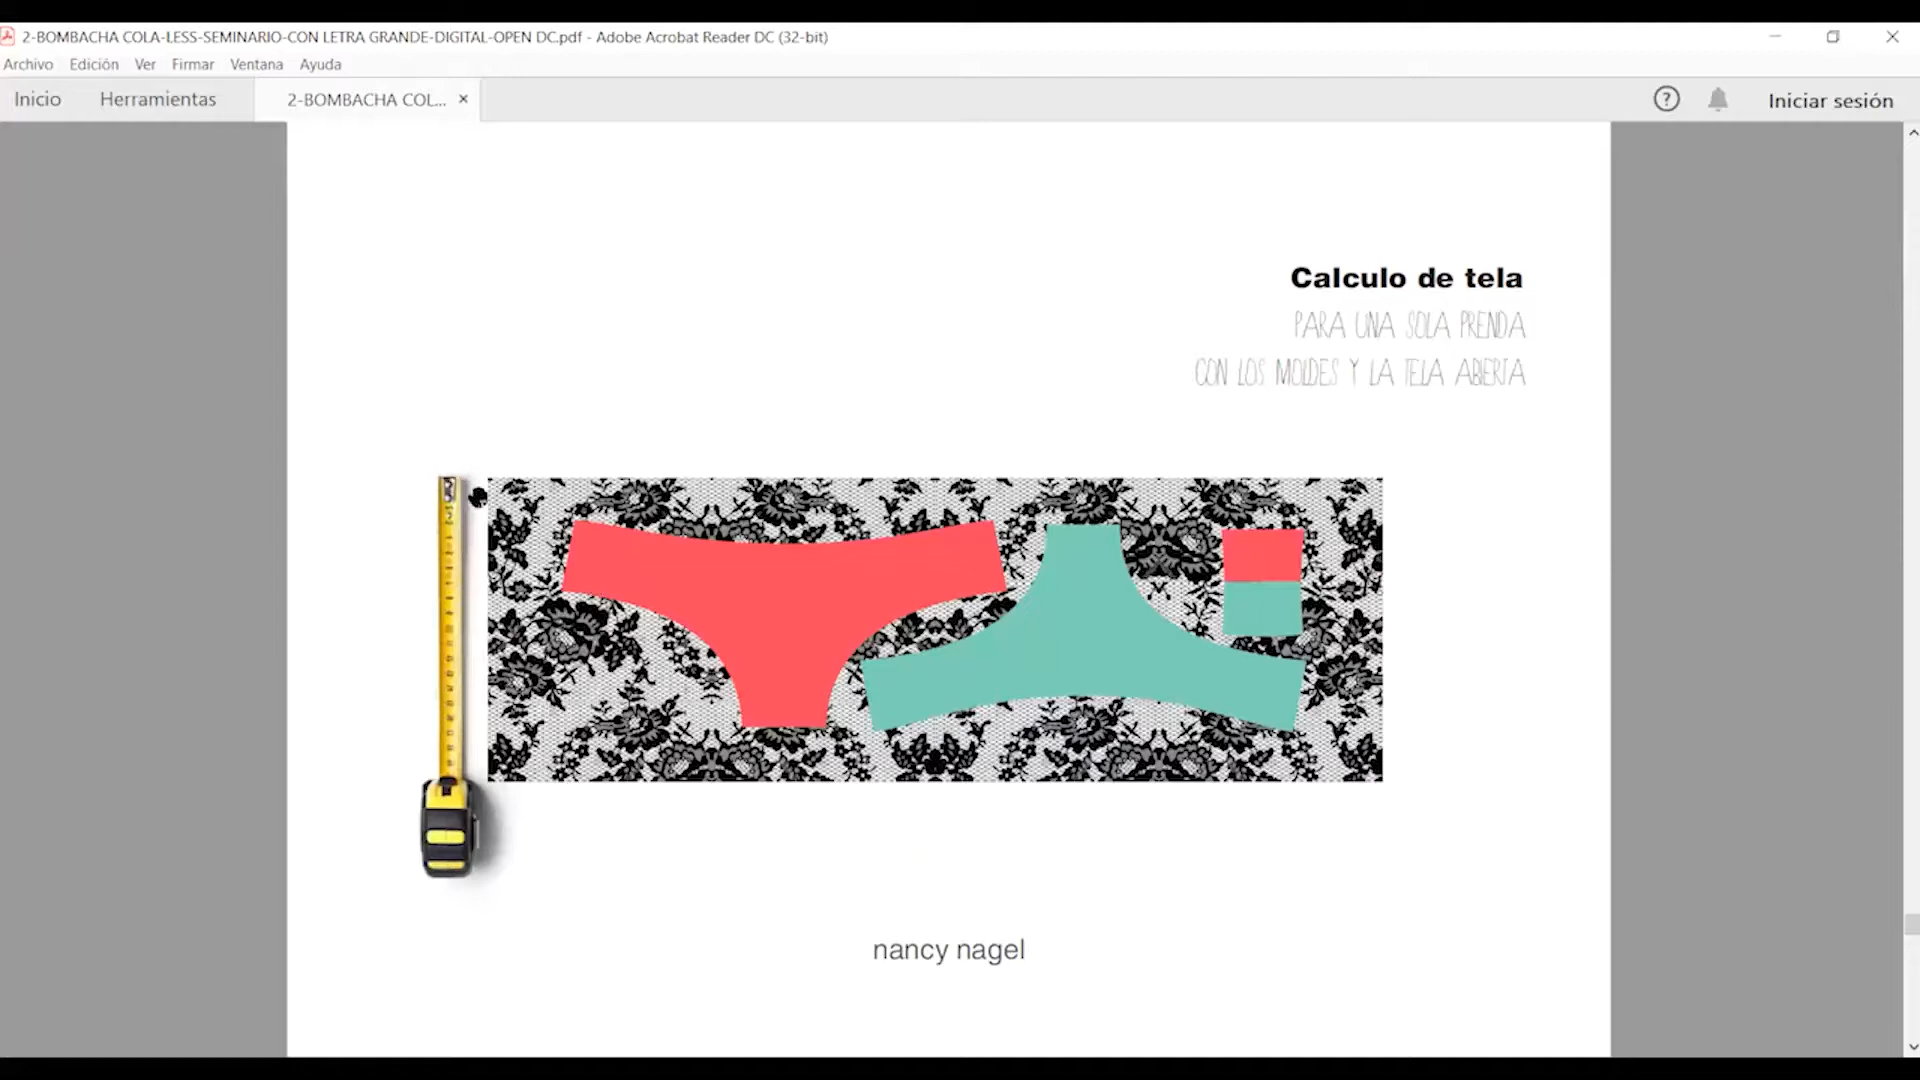 2-BOMBACHA COLA-LESS-SEMINARIO-CON LETRA GRANDE-DIGITAL-OPEN DC.pdf - Adobe Acrobat Reader DC (32-bit)
Archivo Edición Ver Firmar Ventana Ayuda
Inicio Herramientas 2-BOMBACHA COL... × ? Iniciar sesión
Calculo de tela
PARA UNA SOLA PRENDA
CON LOS MOLDES Y LA TELA ABIERTA
nancy nagel